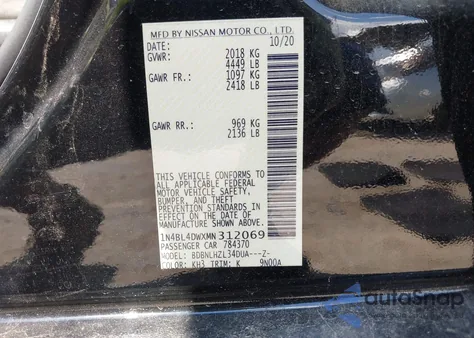 MFD BY NISSAN MOTOR CO., LTD.
DATE: 10/20
GVWR: 2018 KG
4449 LB
GAWR FR.: 1097 KG
2418 LB
GAWR RR.: 969 KG
2136 LB
THIS VEHICLE CONFORMS TO
ALL APPLICABLE FEDERAL
MOTOR VEHICLE SAFETY,
BUMPER, AND THEFT
PREVENTION STANDARDS IN
EFFECT ON THE DATE OF
MANUFACTURE SHOWN ABOVE.
1N4BL4DWXMN312069
PASSENGER CAR 784370
MODEL: BDBNLHZL34DUA---Z-
COLOR: KH3 TRIM: K 9N00A
autoSnap